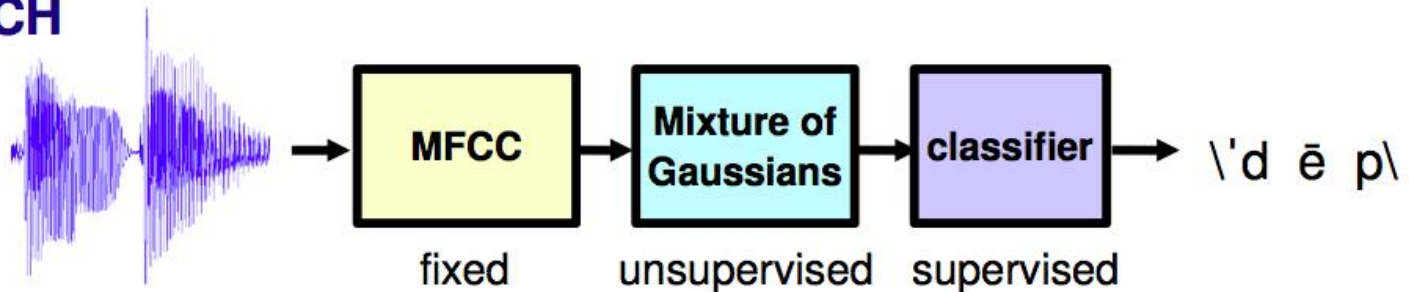 CH
MFCC
Mixture of
Gaussians
classifier
\'d ē p\
fixed
unsupervised
supervised